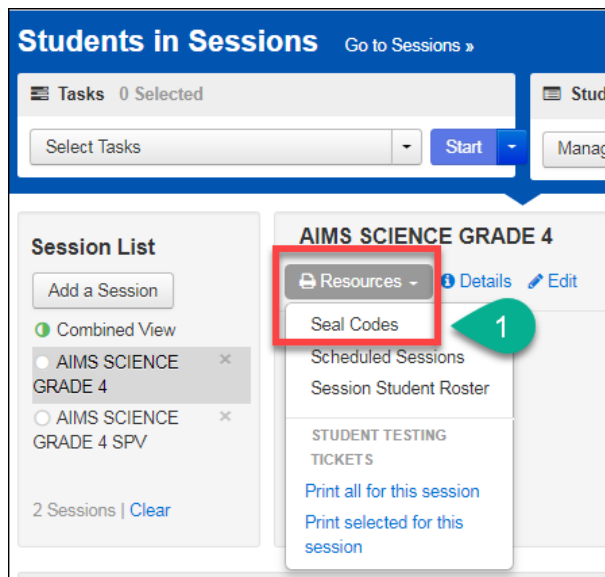 Students in Sessions Go to Sessions »
Tasks 0 Selected
Stud
Select Tasks
Start
Manag
Session List
Add a Session
Combined View
AIMS SCIENCE
GRADE 4
AIMS SCIENCE
GRADE 4 SPV
2 Sessions | Clear
AIMS SCIENCE GRADE 4
Resources Details Edit
Seal Codes
1
Scheduled Sessions
Session Student Roster
STUDENT TESTING
TICKETS
Print all for this session
Print selected for this
session